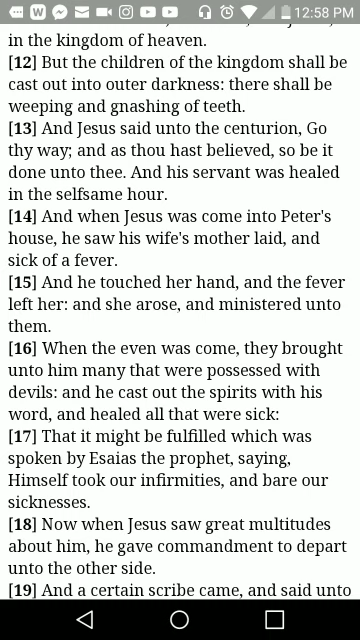 12:58 PM
in the kingdom of heaven.
[12] But the children of the kingdom shall be
cast out into outer darkness: there shall be
weeping and gnashing of teeth.
[13] And Jesus said unto the centurion, Go
thy way; and as thou hast believed, so be it
done unto thee. And his servant was healed
in the selfsame hour.
[14] And when Jesus was come into Peter's
house, he saw his wife's mother laid, and
sick of a fever.
[15] And he touched her hand, and the fever
left her: and she arose, and ministered unto
them.
[16] When the even was come, they brought
unto him many that were possessed with
devils: and he cast out the spirits with his
word, and healed all that were sick:
[17] That it might be fulfilled which was
spoken by Esaias the prophet, saying,
Himself took our infirmities, and bare our
sicknesses.
[18] Now when Jesus saw great multitudes
about him, he gave commandment to depart
unto the other side.
[19] And a certain scribe came, and said unto